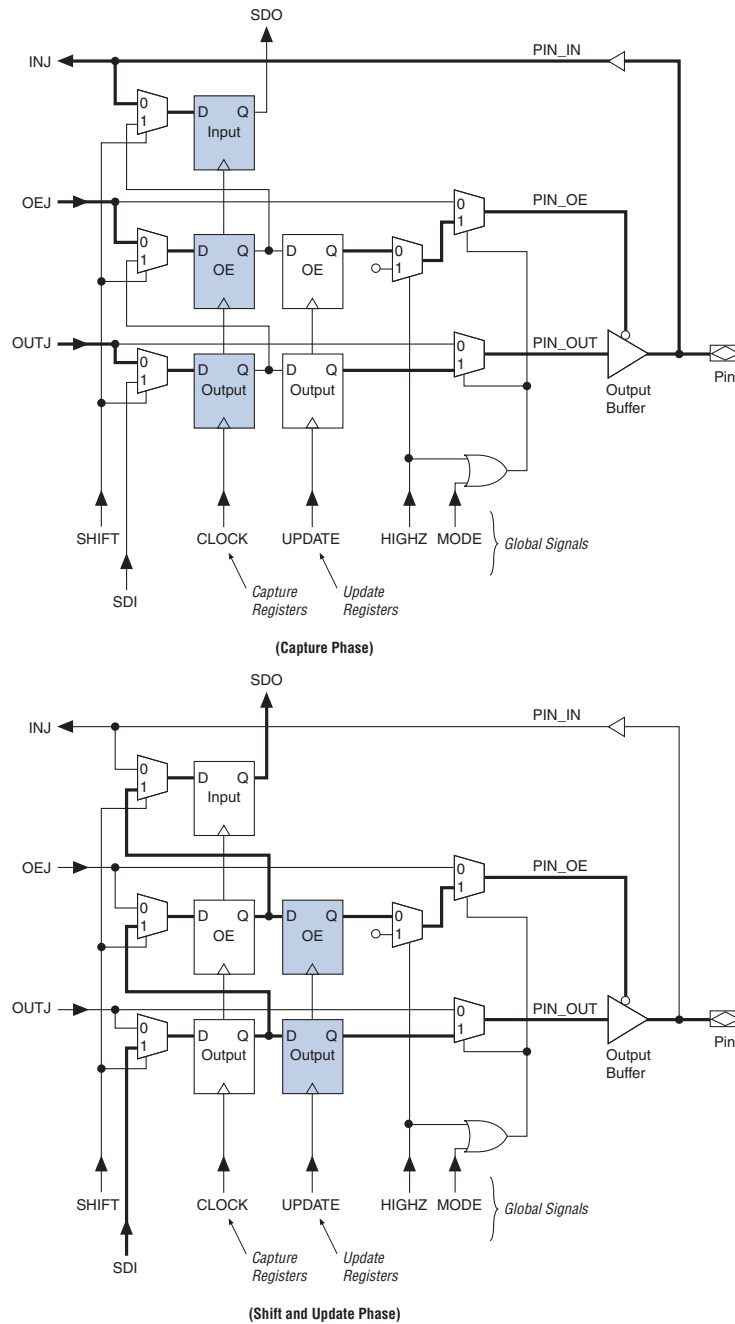 SDO
INJ
PIN_IN
0
1
D Q
Input
OEJ
0
1
PIN_OE
0
1
D Q
OE
D Q
OE
0
1
OUTJ
0
1
PIN_OUT
0
1
D Q
Output
D Q
Output
Pin
Output
Buffer
SHIFT
CLOCK
UPDATE
HIGHZ
MODE
Global Signals
SDI
Capture
Registers
Update
Registers
(Capture Phase)
SDO
INJ
PIN_IN
0
1
D Q
Input
OEJ
0
1
PIN_OE
0
1
D Q
OE
D Q
OE
0
1
OUTJ
0
1
PIN_OUT
0
1
D Q
Output
D Q
Output
Pin
Output
Buffer
SHIFT
CLOCK
UPDATE
HIGHZ
MODE
Global Signals
SDI
Capture
Registers
Update
Registers
(Shift and Update Phase)